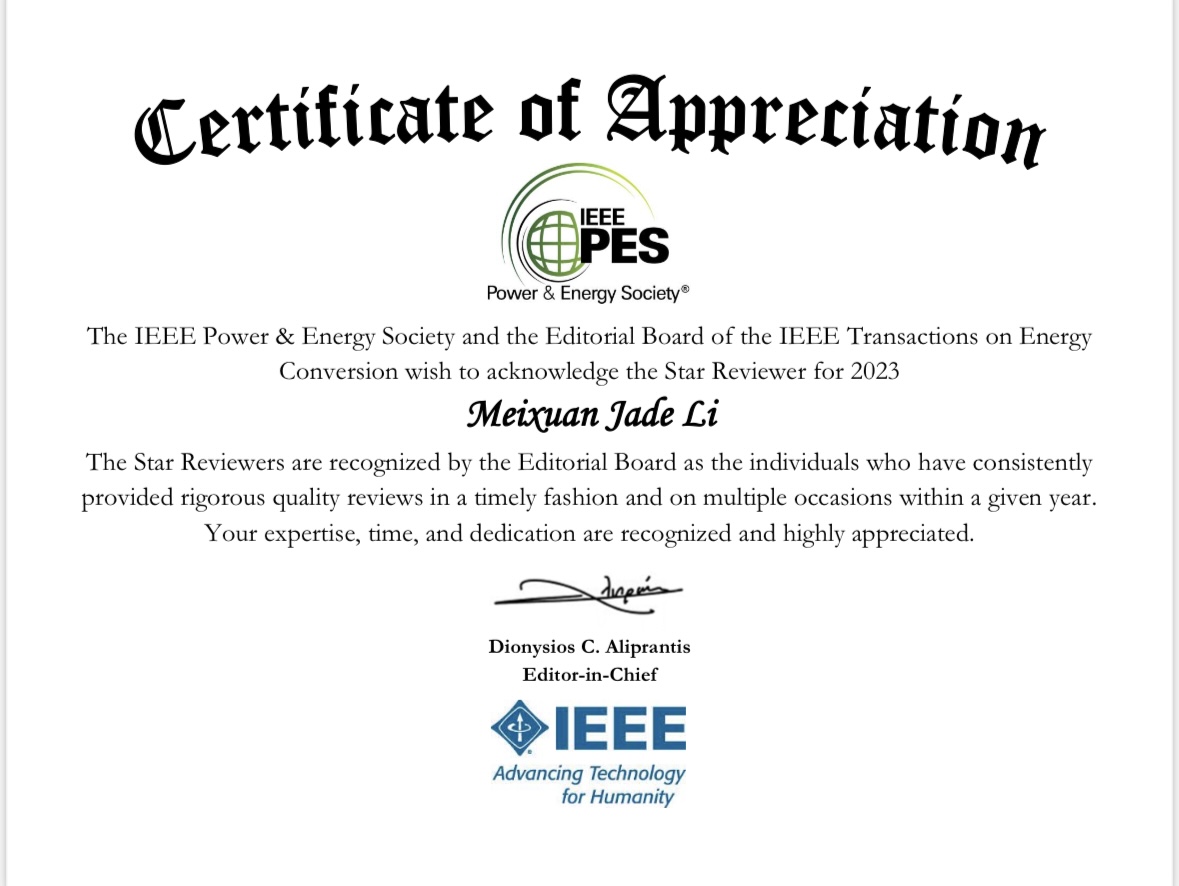 Certificate of Appreciation
IEEE
PES
Power & Energy Society®
The IEEE Power & Energy Society and the Editorial Board of the IEEE Transactions on Energy
Conversion wish to acknowledge the Star Reviewer for 2023
Meixuan Jade Li
The Star Reviewers are recognized by the Editorial Board as the individuals who have consistently
provided rigorous quality reviews in a timely fashion and on multiple occasions within a given year.
Your expertise, time, and dedication are recognized and highly appreciated.
Dionysios C. Aliprantis
Editor-in-Chief
IEEE
Advancing Technology
for Humanity